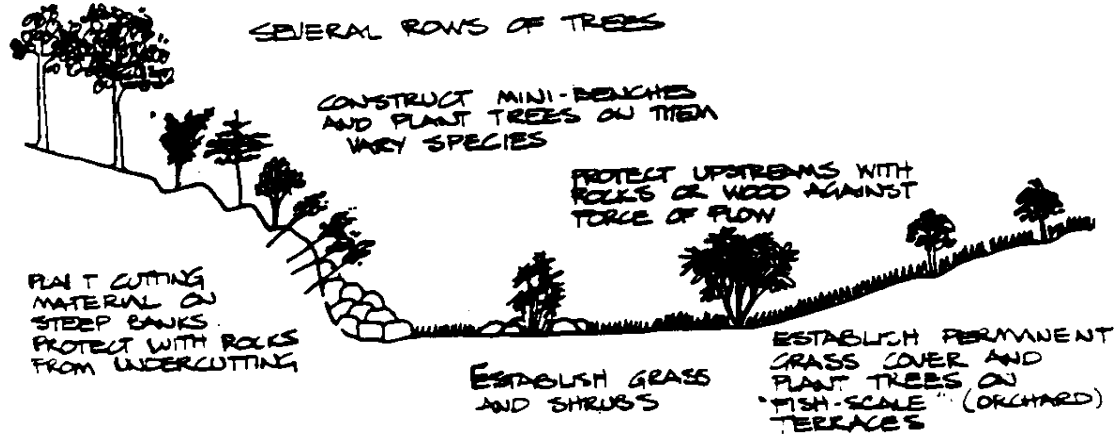 SEVERAL ROWS OF TREES
CONSTRUCT MINI-BENCHES
AND PLANT TREES ON THEM
VARY SPECIES
PROTECT UPSTREAMS WITH
ROCKS OR WOOD AGAINST
FORCE OF FLOW
PLANT CUTTING
MATERIAL ON
STEEP BANKS
PROTECT WITH ROCKS
FROM UNDERCUTTING
ESTABLISH GRASS
AND SHRUBS
ESTABLISH PERMANENT
GRASS COVER AND
PLANT TREES ON
"FISH-SCALE" (ORCHARD)
TERRACES